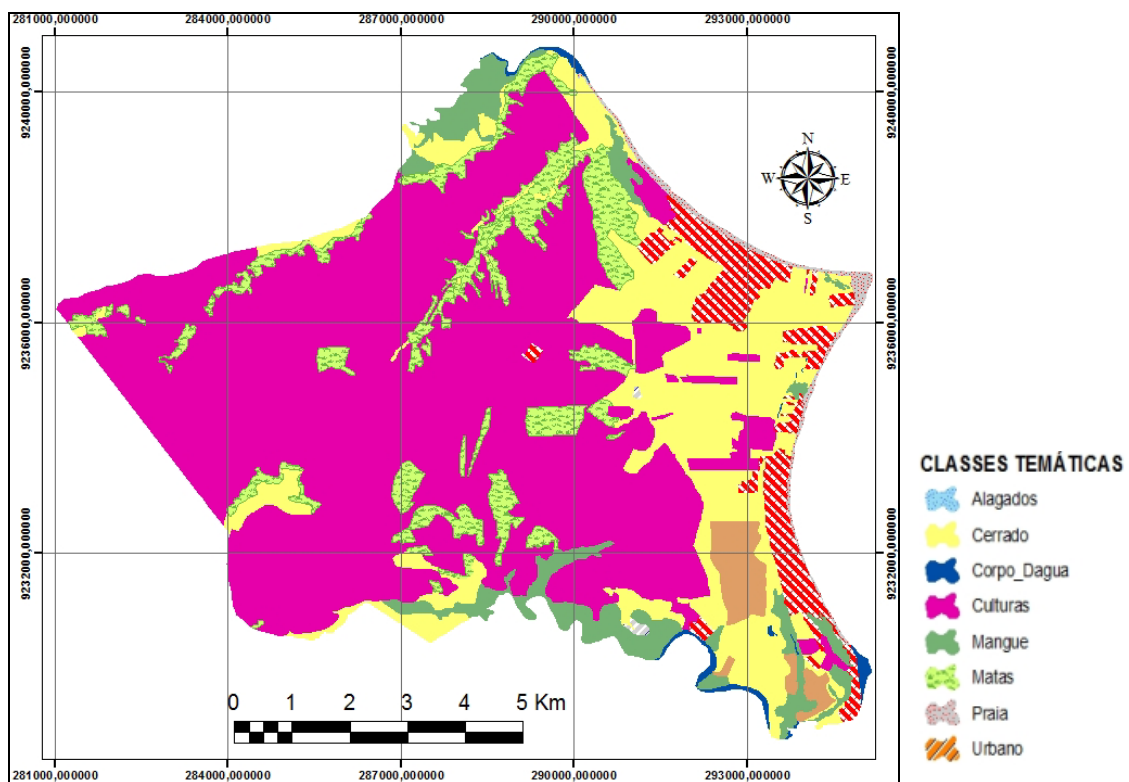 281000,000000 284000,000000 287000,000000 290000,000000 293000,000000
9240000,000000 9240000,000000
N
W E
S
9236000,000000 9236000,000000
9232000,000000 9232000,000000
0 1 2 3 4 5 Km
281000,000000 284000,000000 287000,000000 290000,000000 293000,000000
CLASSES TEMÁTICAS
Alagados
Cerrado
Corpo_Dagua
Culturas
Mangue
Matas
Praia
Urbano